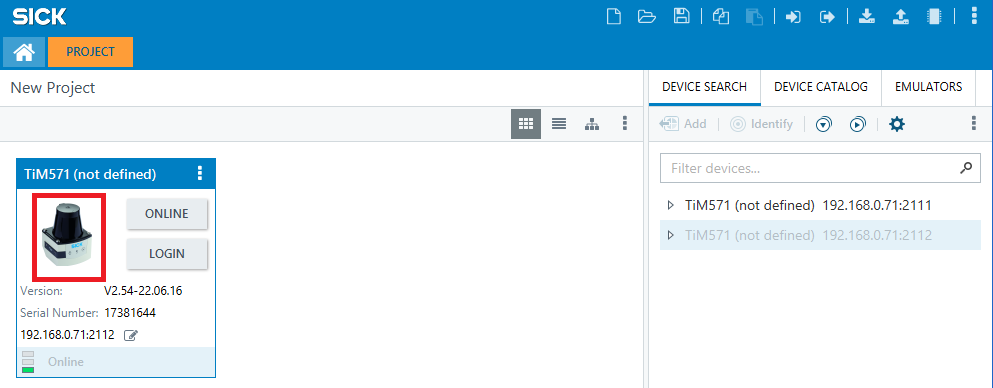 SICK
PROJECT
New Project
TiM571 (not defined)
ONLINE
LOGIN
Version: V2.54-22.06.16
Serial Number: 17381644
192.168.0.71:2112
Online
DEVICE SEARCH DEVICE CATALOG EMULATORS
Add Identify
Filter devices...
TiM571 (not defined) 192.168.0.71:2111
TiM571 (not defined) 192.168.0.71:2112